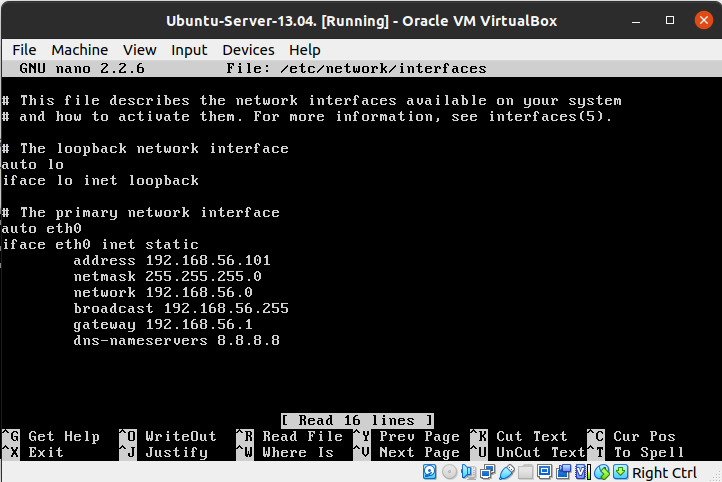 Ubuntu-Server-13.04. [Running] - Oracle VM VirtualBox
File Machine View Input Devices Help
GNU nano 2.2.6 File: /etc/network/interfaces
# This file describes the network interfaces available on your system
# and how to activate them. For more information, see interfaces(5).
# The loopback network interface
auto lo
iface lo inet loopback
# The primary network interface
auto eth0
iface eth0 inet static
address 192.168.56.101
netmask 255.255.255.0
network 192.168.56.0
broadcast 192.168.56.255
gateway 192.168.56.1
dns-nameservers 8.8.8.8
[ Read 16 lines ]
^G Get Help ^O WriteOut ^R Read File ^Y Prev Page ^K Cut Text ^C Cur Pos
^X Exit ^J Justify ^W Where Is ^V Next Page ^U UnCut Text ^T To Spell
Right Ctrl